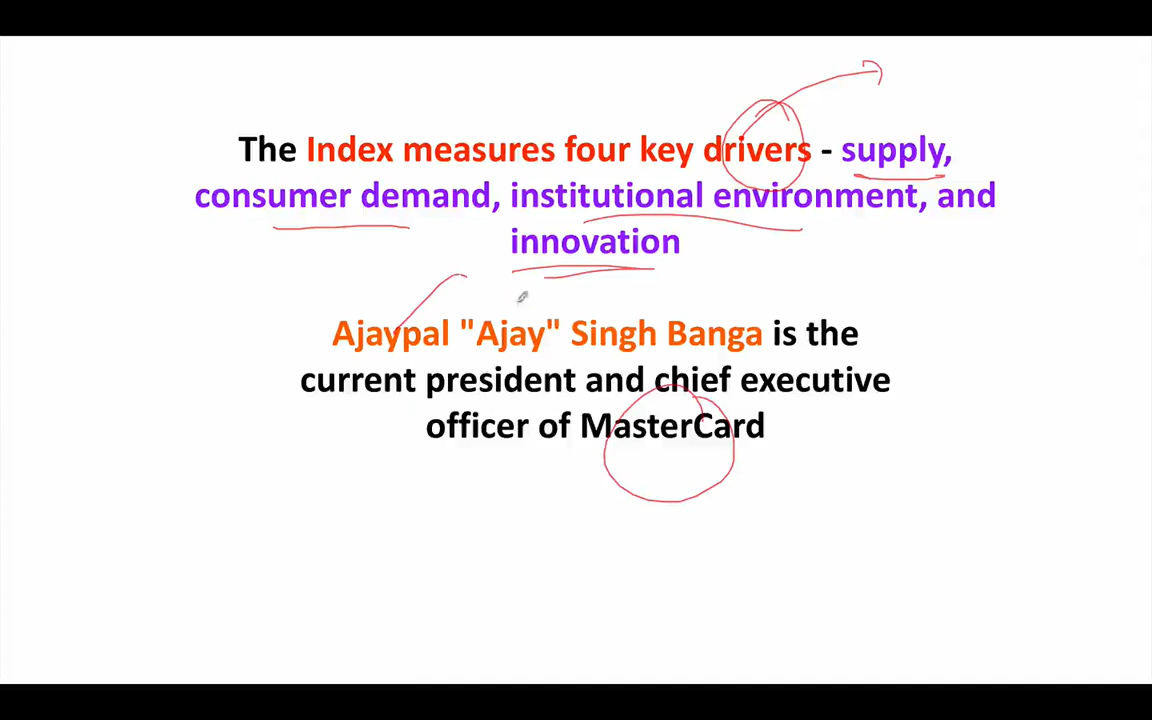 The Index measures four key drivers - supply,
consumer demand, institutional environment, and
innovation
Ajaypal "Ajay" Singh Banga is the
current president and chief executive
officer of MasterCard